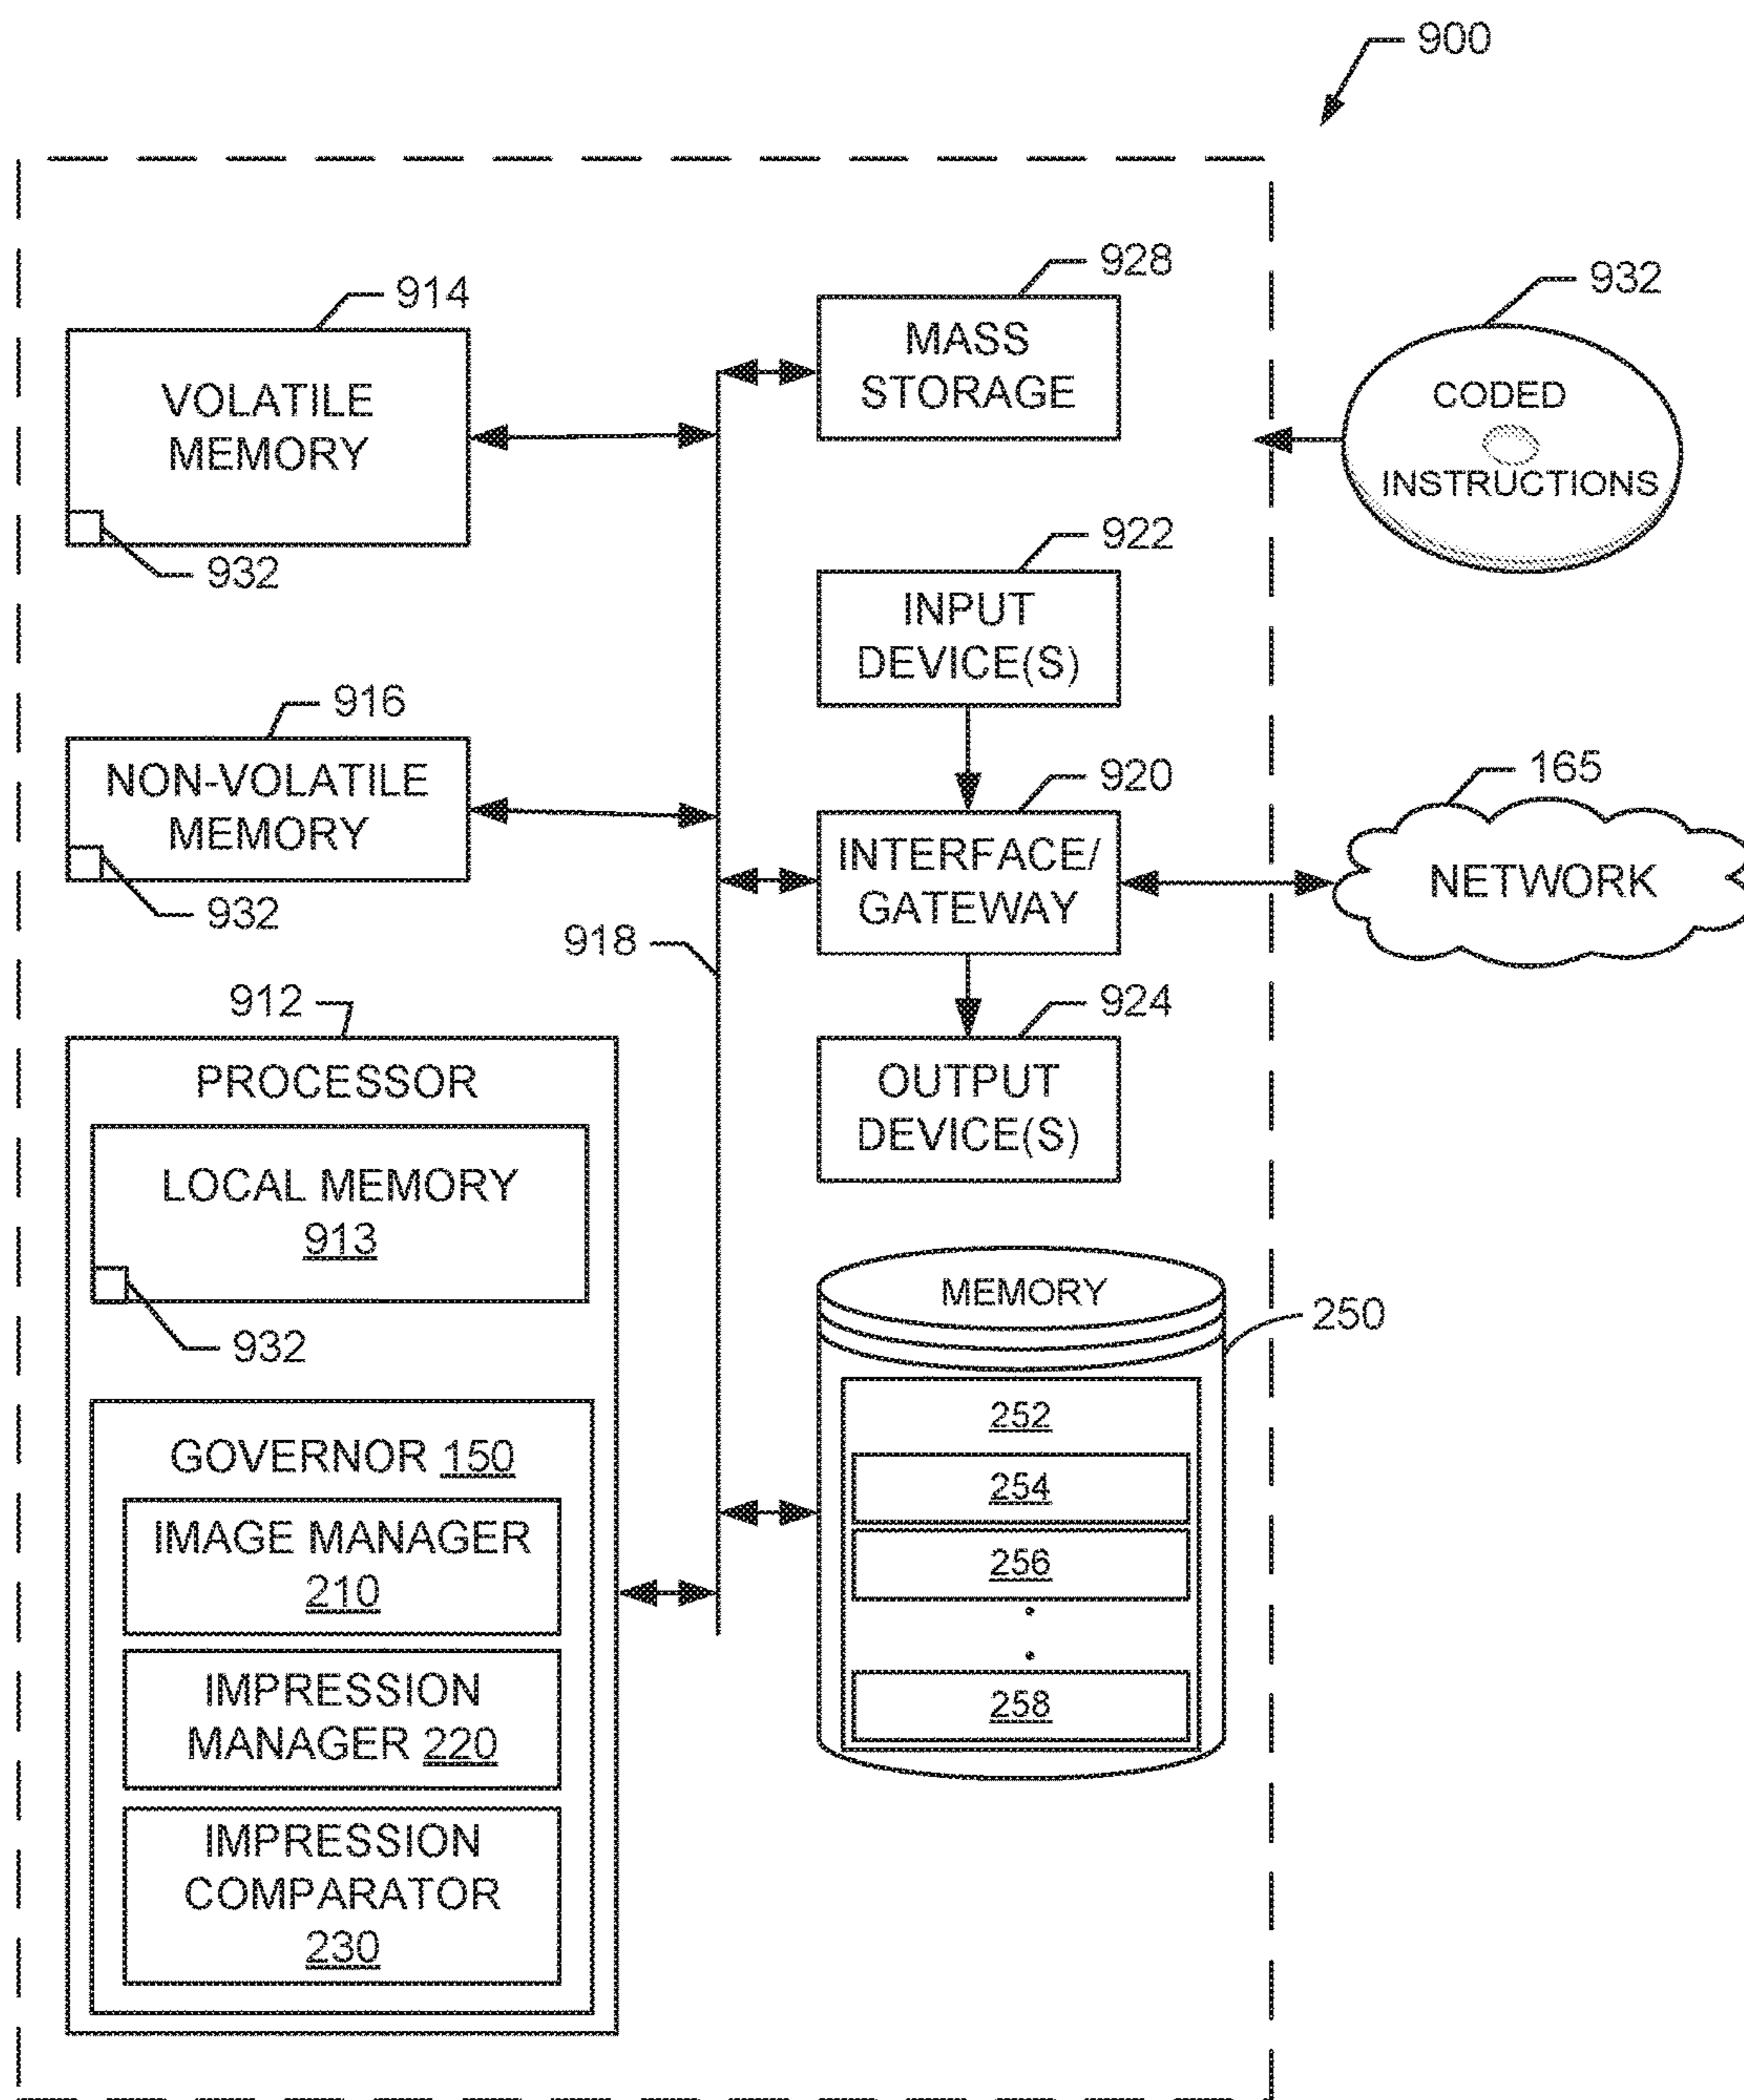 900
914
VOLATILE
MEMORY
932
928
MASS
STORAGE
932
CODED
INSTRUCTIONS
922
INPUT
DEVICE(S)
916
NON-VOLATILE
MEMORY
932
920
INTERFACE/
GATEWAY
165
NETWORK
918
924
OUTPUT
DEVICE(S)
912
PROCESSOR
LOCAL MEMORY
913
932
GOVERNOR 150
IMAGE MANAGER
210
IMPRESSION
MANAGER 220
IMPRESSION
COMPARATOR
230
MEMORY
250
252
254
256
258